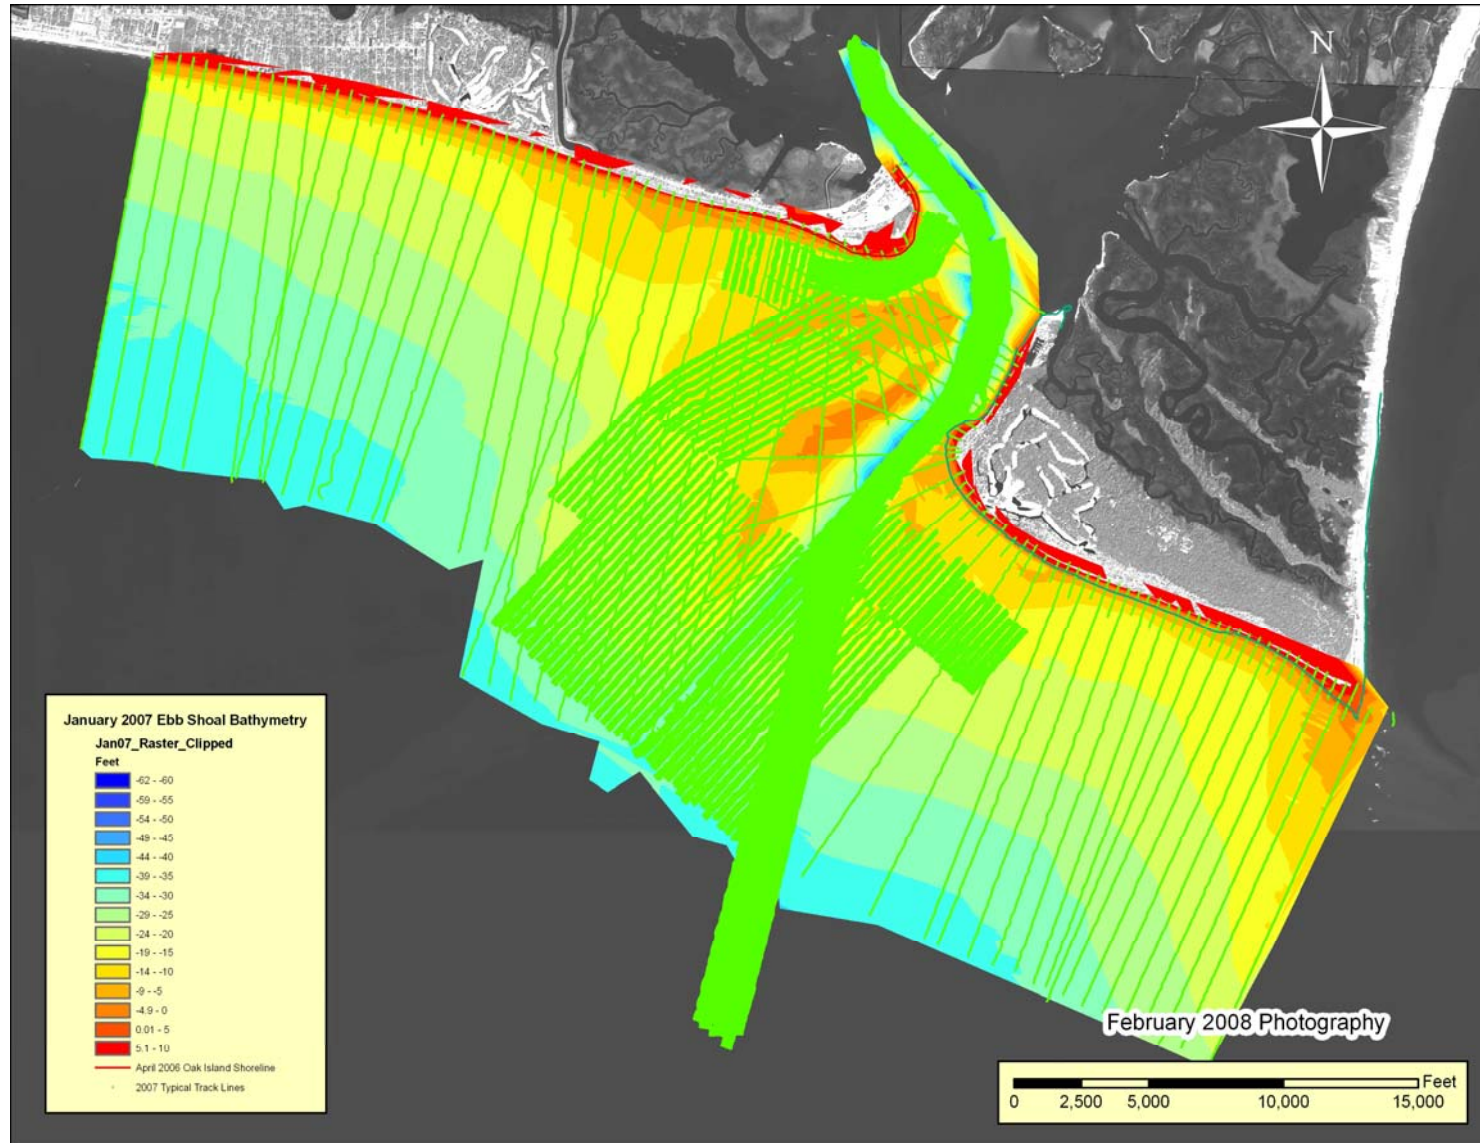 N
January 2007 Ebb Shoal Bathymetry
Jan07_Raster_Clipped
Feet
-62 - -60
-59 - -55
-54 - -50
-49 - -45
-44 - -40
-39 - -35
-34 - -30
-29 - -25
-24 - -20
-19 - -15
-14 - -10
-9 - -5
-4.9 - 0
0.01 - 5
5.1 - 10
April 2006 Oak Island Shoreline
2007 Typical Track Lines
February 2008 Photography
Feet
0 2,500 5,000 10,000 15,000